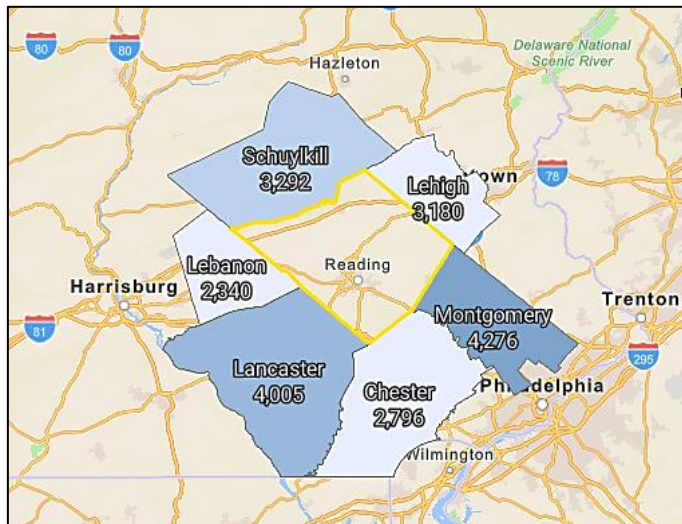 80
80
Delaware National
Scenic River
Hazleton
Schuylkill
3,292
Lehigh
3,180
town
78
Lebanon
2,340
Reading
Harrisburg
Montgomery
4,276
Trenton
81
Lancaster
4,005
295
Chester
2,796
Philadelphia
Wilmington